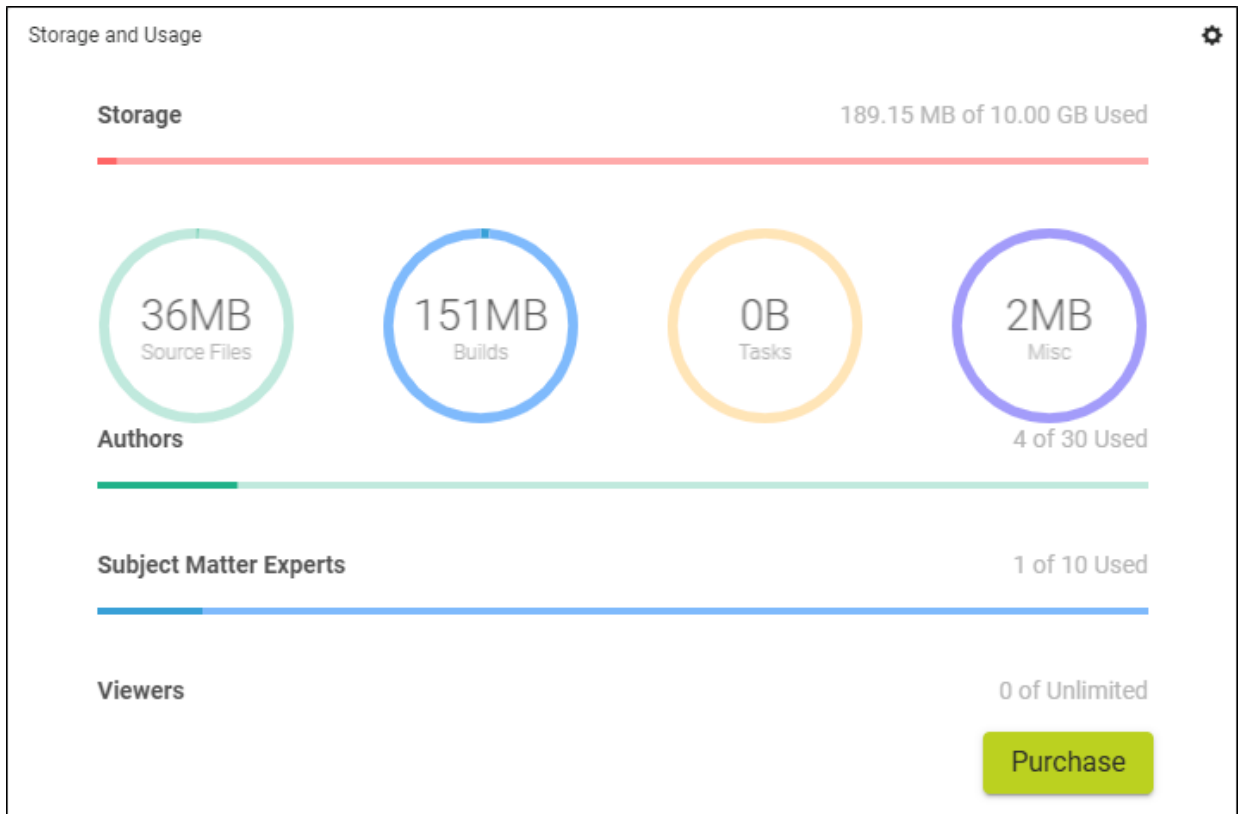 Storage and Usage
Storage
189.15 MB of 10.00 GB Used
36MB
Source Files
151MB
Builds
0B
Tasks
2MB
Misc
Authors
4 of 30 Used
Subject Matter Experts
1 of 10 Used
Viewers
0 of Unlimited
Purchase